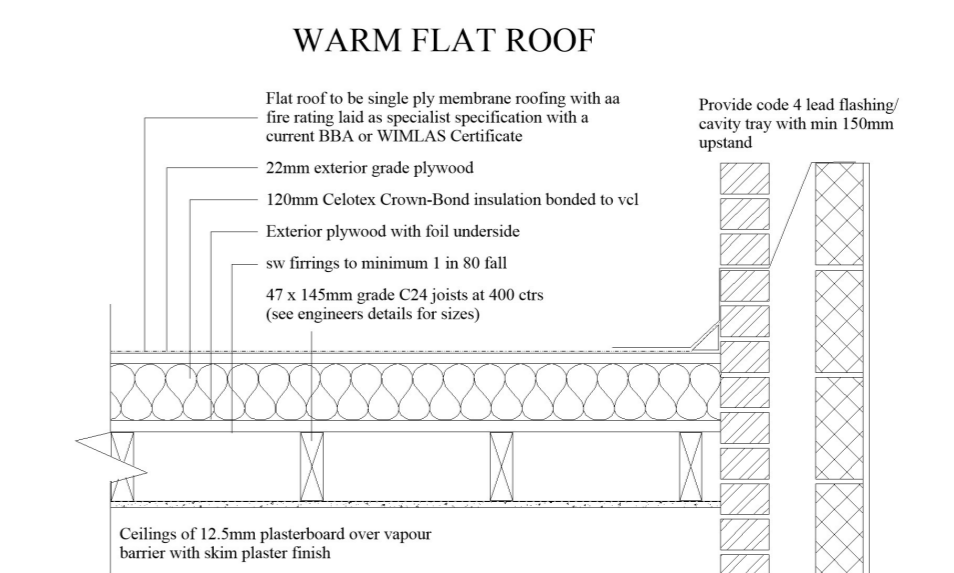 WARM FLAT ROOF
Flat roof to be single ply membrane roofing with aa
fire rating laid as specialist specification with a
current BBA or WIMLAS Certificate
22mm exterior grade plywood
120mm Celotex Crown-Bond insulation bonded to vcl
Exterior plywood with foil underside
sw firrings to minimum 1 in 80 fall
47 x 145mm grade C24 joists at 400 ctrs
(see engineers details for sizes)
Provide code 4 lead flashing/
cavity tray with min 150mm
upstand
Ceilings of 12.5mm plasterboard over vapour
barrier with skim plaster finish